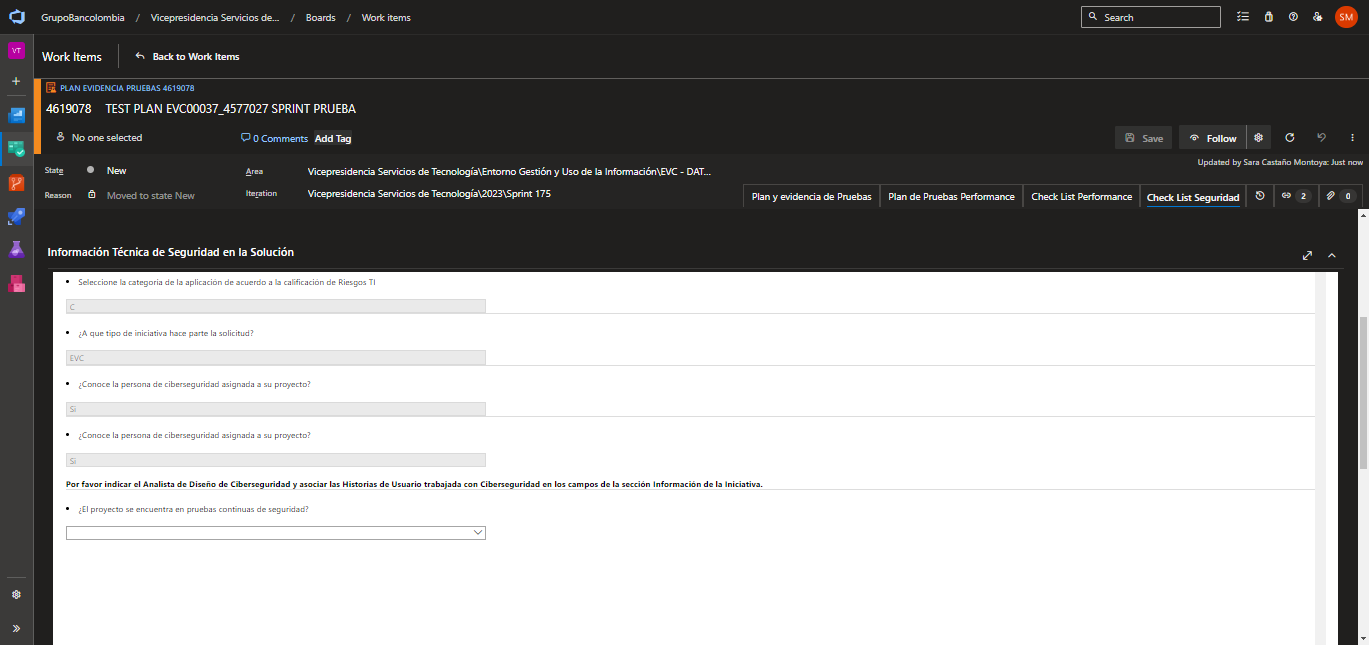 GrupoBancolombia / Vicepresidencia Servicios de... / Boards / Work items
Search
SM
VT
Work Items
Back to Work Items
PLAN EVIDENCIA PRUEBAS 4619078
4619078 TEST PLAN EVC00037_4577027 SPRINT PRUEBA
No one selected
0 Comments
Add Tag
Save
Follow
Updated by Sara Castaño Montoya: Just now
State New
Area Vicepresidencia Servicios de Tecnología\Entorno Gestión y Uso de la Información\EVC - DAT...
Reason Moved to state New
Iteration Vicepresidencia Servicios de Tecnología\2023\Sprint 175
Plan y evidencia de Pruebas
Plan de Pruebas Performance
Check List Performance
Check List Seguridad
2
0
Información Técnica de Seguridad en la Solución
• Seleccione la categoria de la aplicación de acuerdo a la calificación de Riesgos TI
C
• ¿A que tipo de iniciativa hace parte la solicitud?
EVC
• ¿Conoce la persona de ciberseguridad asignada a su proyecto?
Si
• ¿Conoce la persona de ciberseguridad asignada a su proyecto?
Si
Por favor indicar el Analista de Diseño de Ciberseguridad y asociar las Historias de Usuario trabajada con Ciberseguridad en los campos de la sección Información de la Iniciativa.
• ¿El proyecto se encuentra en pruebas continuas de seguridad?